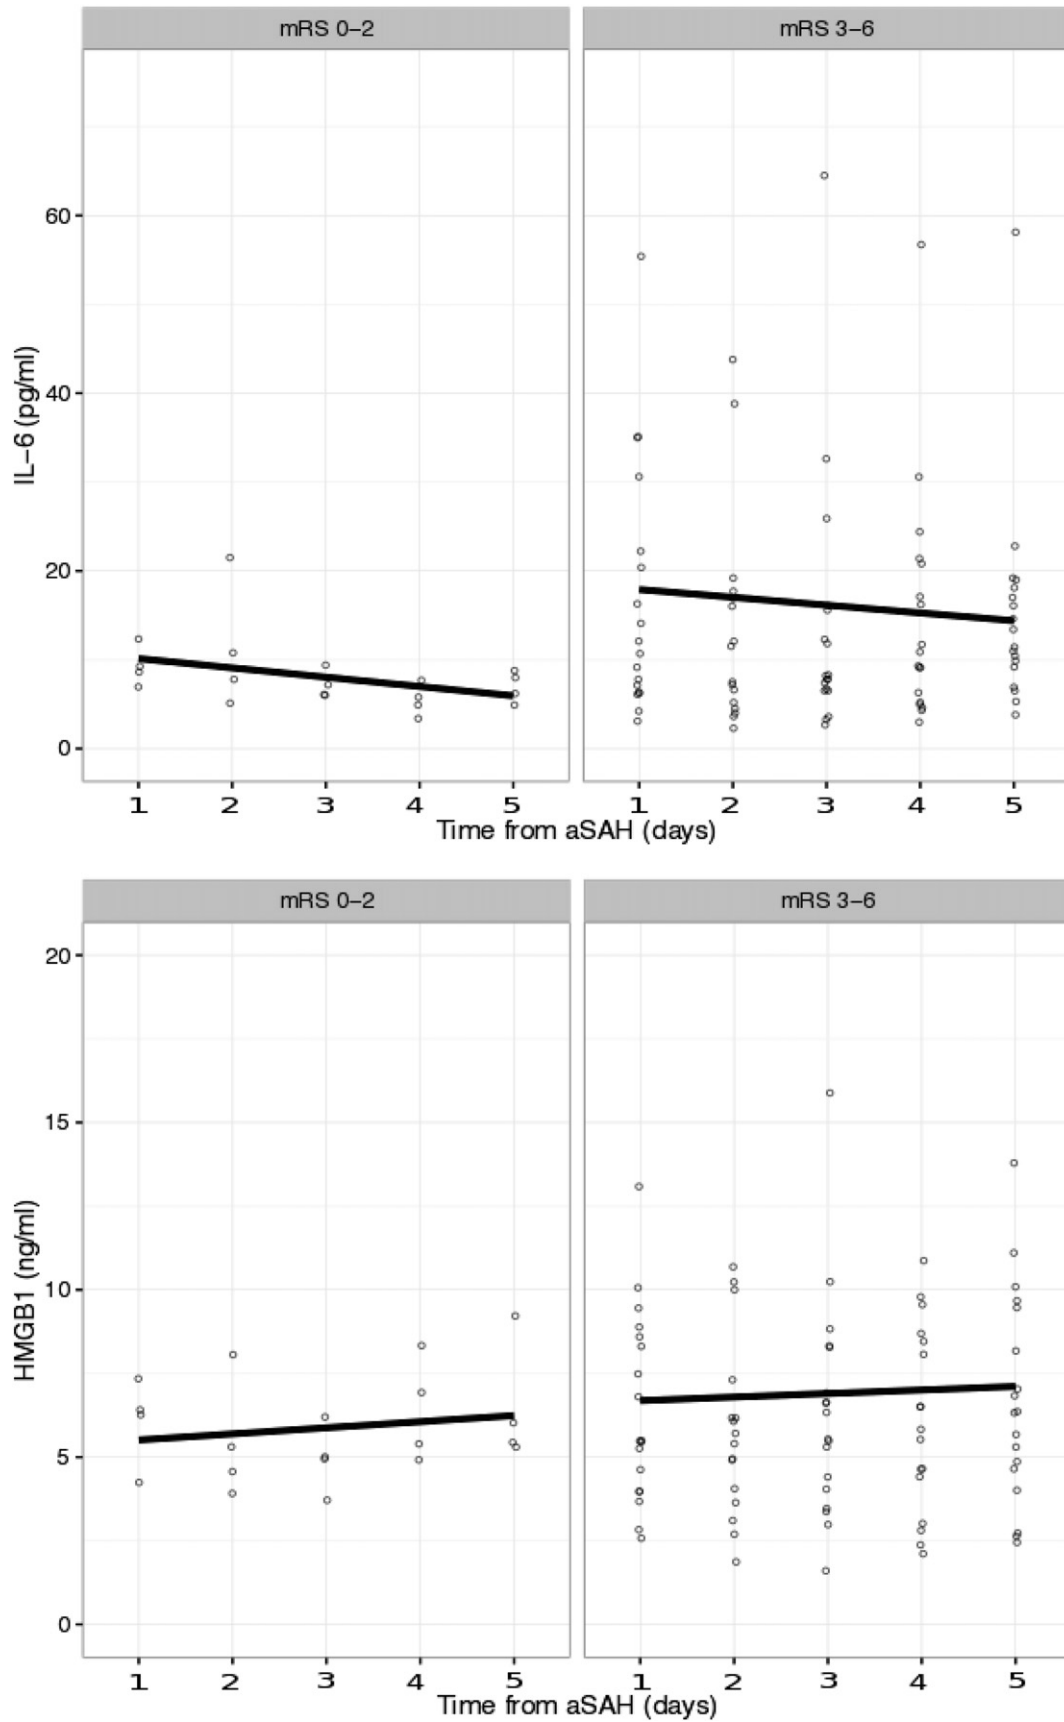 mRS 0−2 mRS 3−6
60
40
20
0
IL−6 (pg/ml)
1 2 3 4 5 1 2 3 4 5
Time from aSAH (days)
mRS 0−2 mRS 3−6
20
15
10
5
0
HMGB1 (ng/ml)
1 2 3 4 5 1 2 3 4 5
Time from aSAH (days)